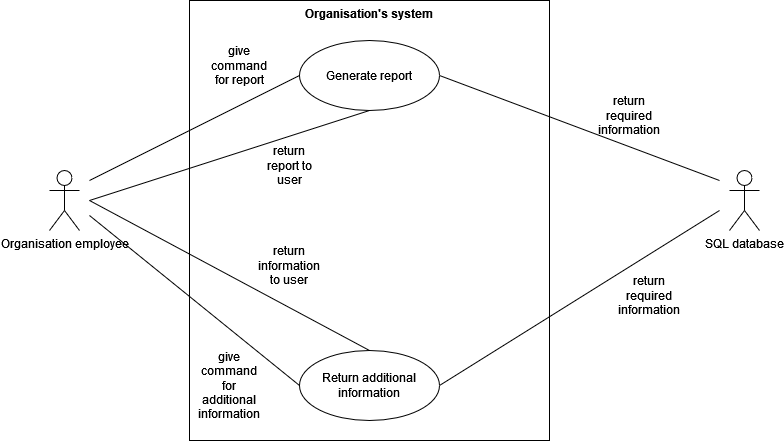 Organisation's system
give
command
for report
Generate report
return
required
information
return
report to
user
Organisation employee
SQL database
return
information
to user
return
required
information
give
command
for
additional
information
Return additional
information